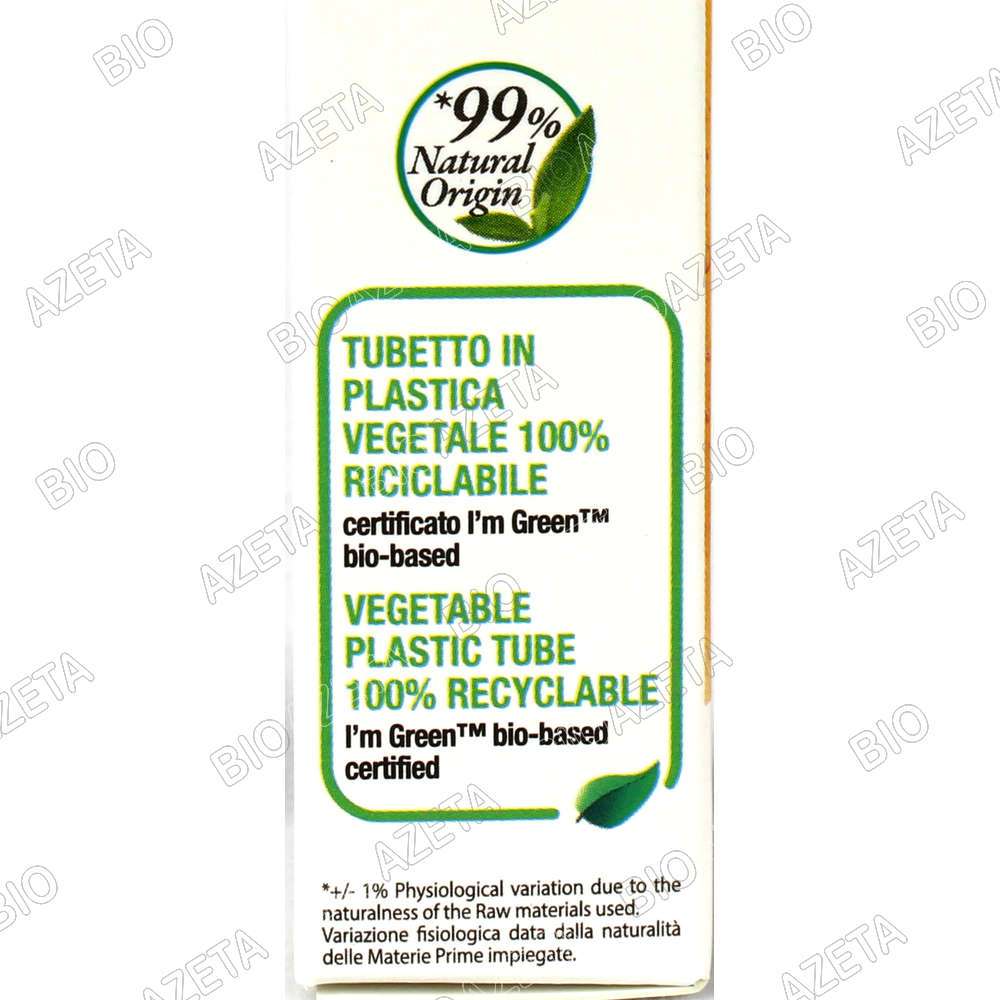 *99%
Natural
Origin
TUBETTO IN
PLASTICA
VEGETALE 100%
RICICLABILE
certificato I'm Green™
bio-based
VEGETABLE
PLASTIC TUBE
100% RECYCLABLE
I'm Green™ bio-based
certified
*+/- 1% Physiological variation due to the
naturalness of the Raw materials used.
Variazione fisiologica data dalla naturalità
delle Materie Prime impiegate.
BIO AZETA